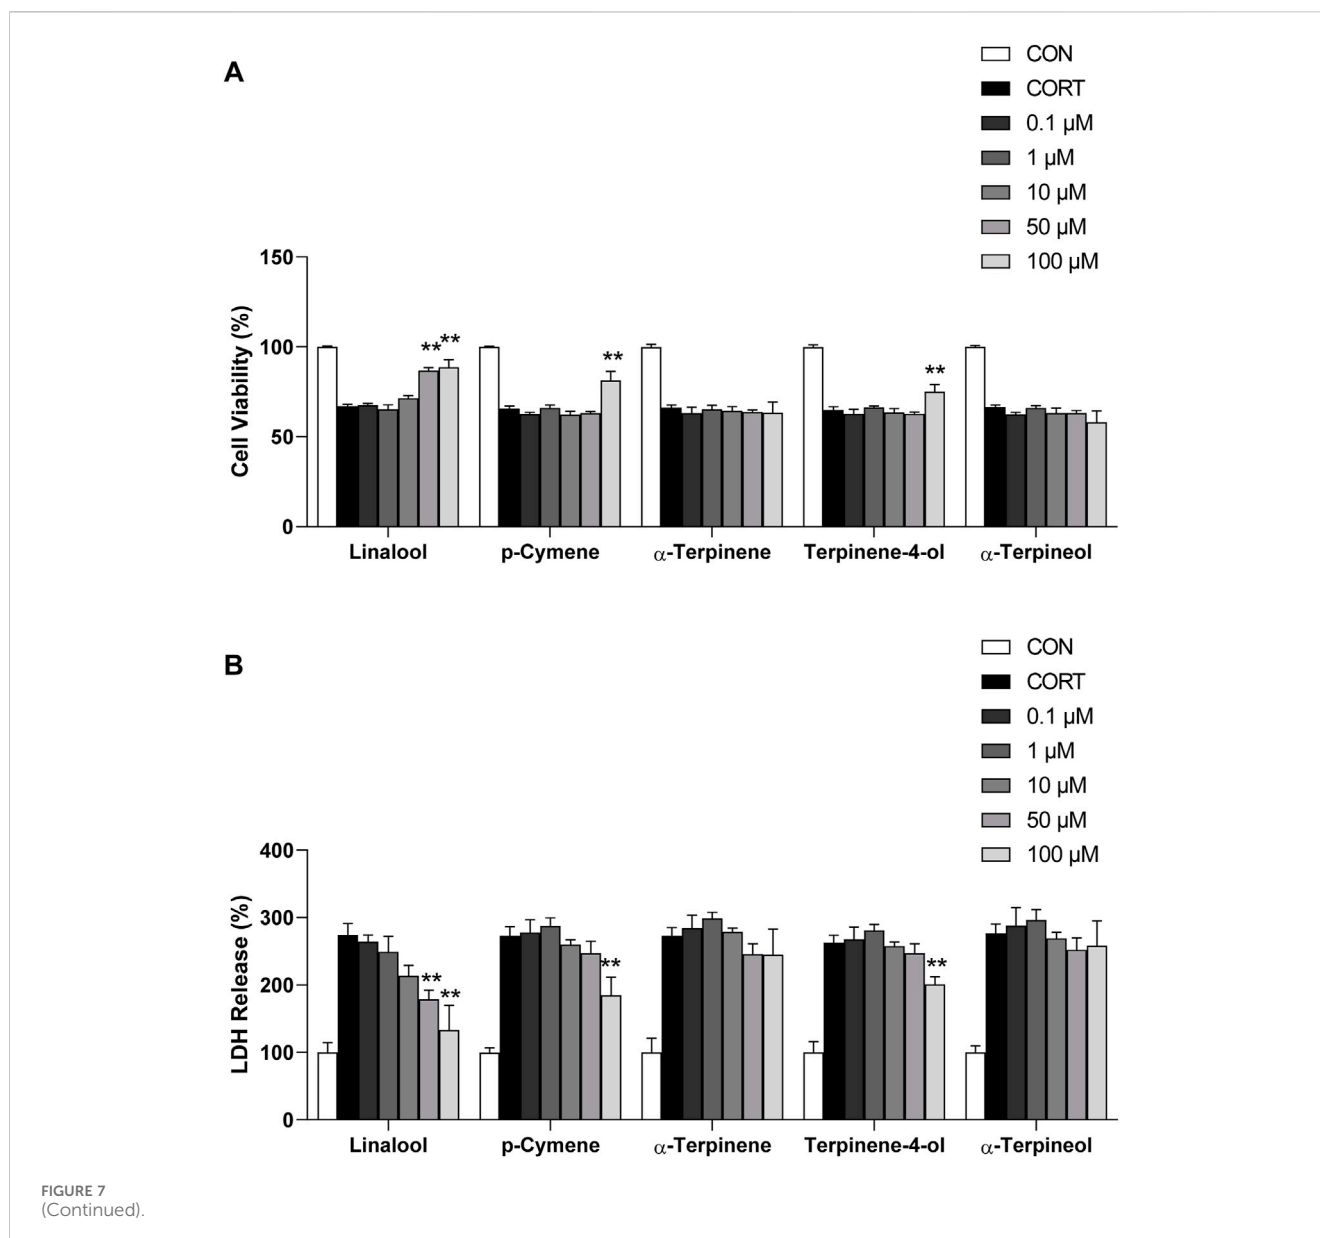 A
CON
CORT
0.1 µM
1 µM
10 µM
50 µM
100 µM
150
100
50
0
Cell Viability (%)
**
**
**
**
Linalool
p-Cymene
α-Terpinene
Terpinene-4-ol
α-Terpineol
B
CON
CORT
0.1 µM
1 µM
10 µM
50 µM
100 µM
400
300
200
100
0
LDH Release (%)
**
**
**
**
Linalool
p-Cymene
α-Terpinene
Terpinene-4-ol
α-Terpineol
FIGURE 7
(Continued).